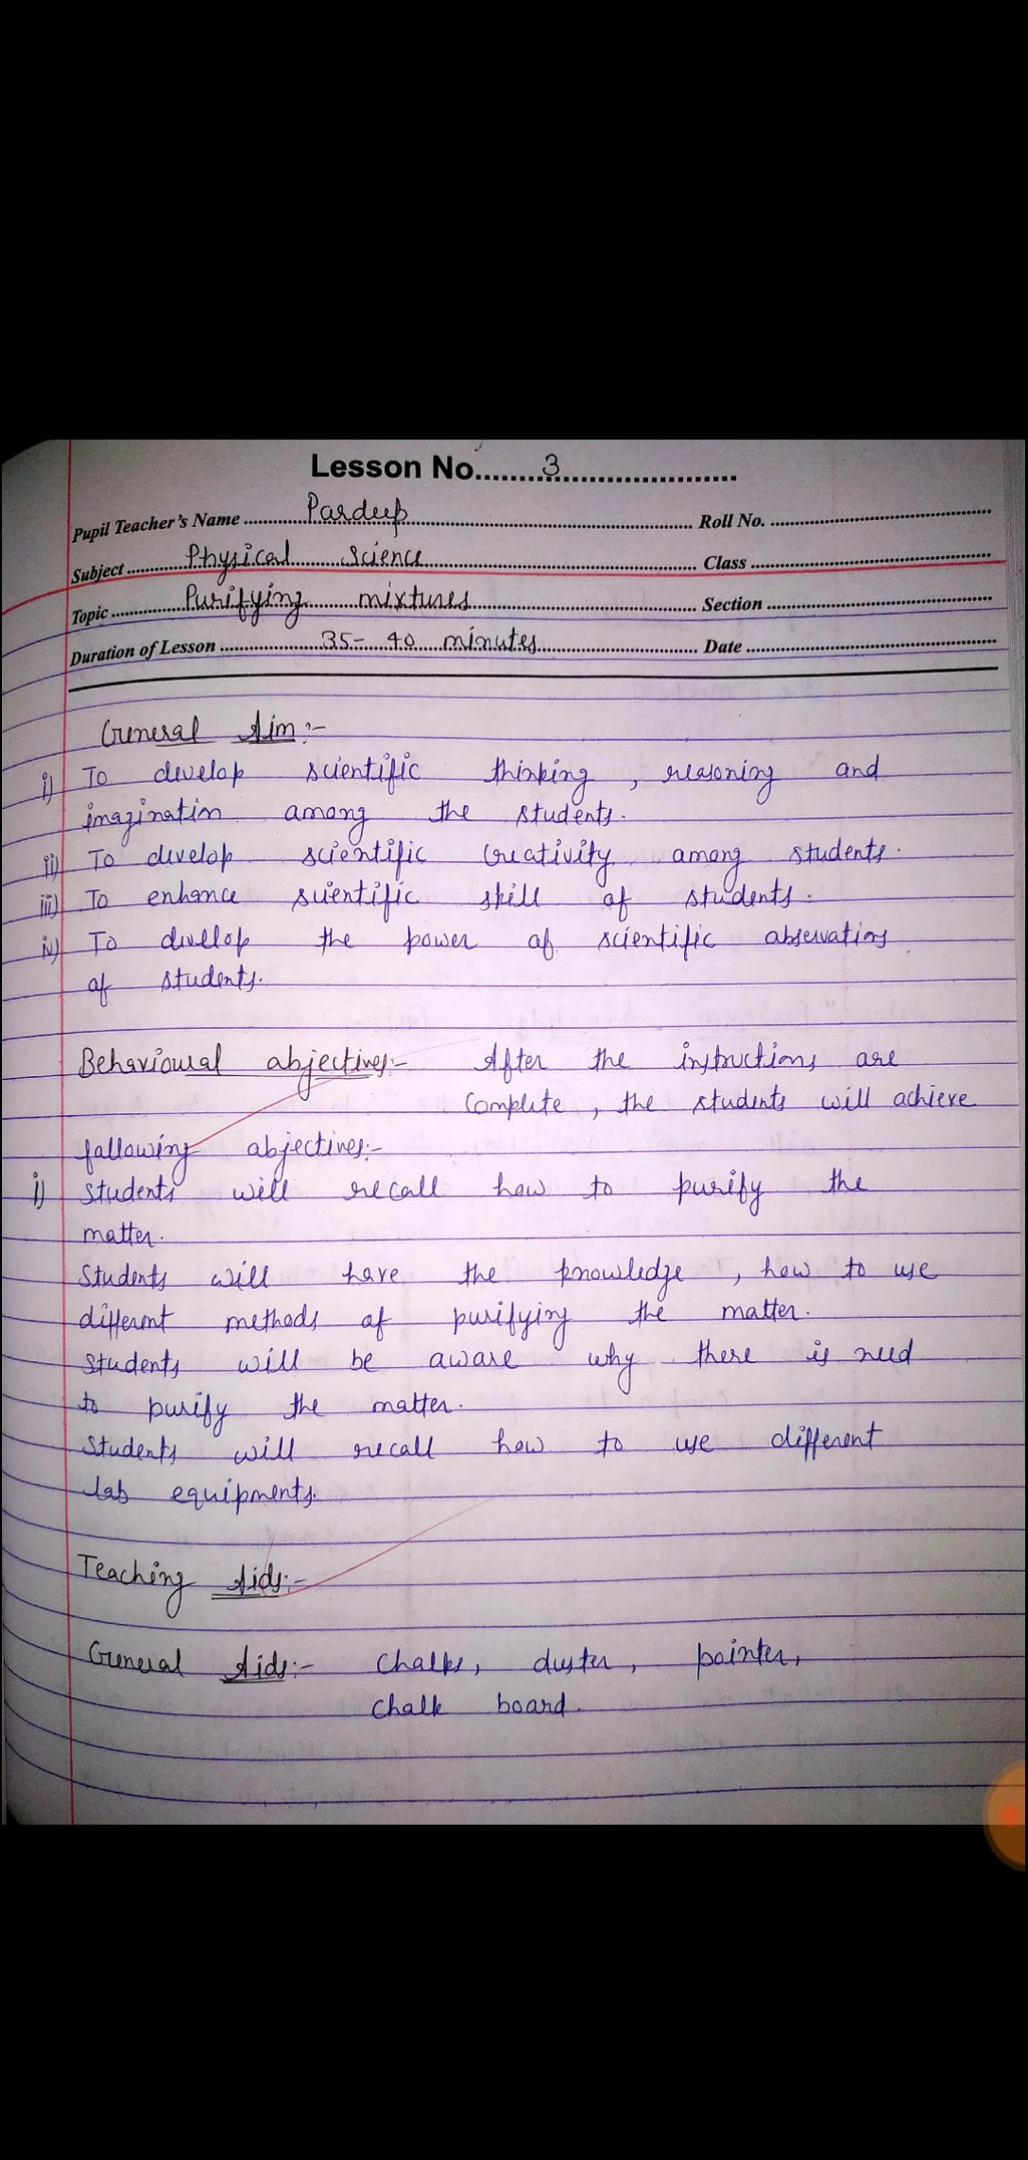 Lesson No.......3................................
Pupil Teacher's Name ............Pardeep............ Roll No. ............
Subject ............Physical science............ Class ............
Topic ............Purifying mixtures............ Section ............
Duration of Lesson ............35- 40 minutes............ Date ............
General Aim:-
i) To develop scientific thinking, reasoning and
imagination among the students.
ii) To develop scientific creativity among students.
iii) To enhance scientific skill of students.
iv) To develop the power of scientific observations
of students.
Behavioural objectives:- After the instructions are
complete, the students will achieve
following objectives:-
i) students will recall how to purify the
matter.
Students will have the knowledge, how to use
different methods of purifying the matter.
students will be aware why there is need
to purify the matter.
Students will recall how to use different
lab equipments.
Teaching Aids:-
General Aids:- Chalks, duster, pointer,
chalk board.